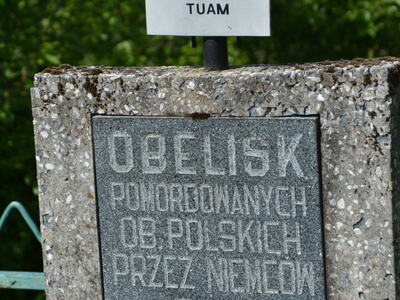 TUAM
OBELISK
POMORDOWANYCH
OB. POLSKICH
PRZEZ NIEMCÓW